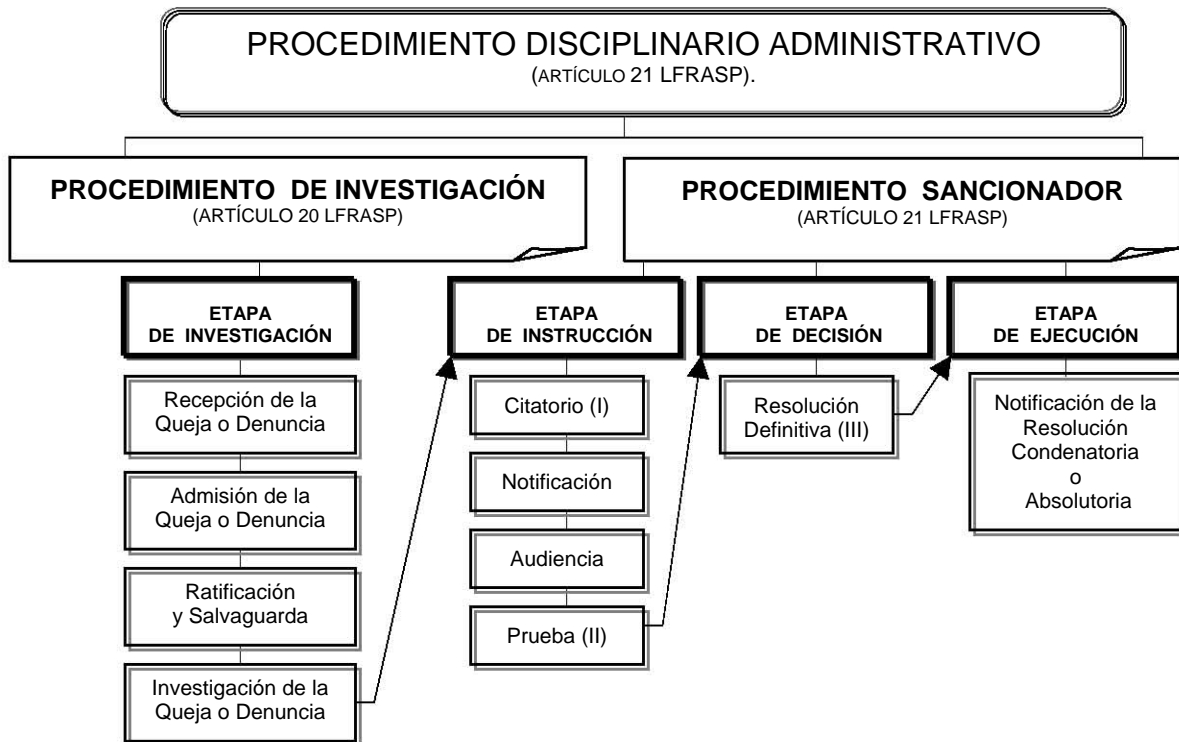 PROCEDIMIENTO DISCIPLINARIO ADMINISTRATIVO
(ARTÍCULO 21 LFRASP).
PROCEDIMIENTO DE INVESTIGACIÓN
(ARTÍCULO 20 LFRASP)
PROCEDIMIENTO SANCIONADOR
(ARTÍCULO 21 LFRASP)
ETAPA
DE INVESTIGACIÓN
Recepción de la
Queja o Denuncia
Admisión de la
Queja o Denuncia
Ratificación
y Salvaguarda
Investigación de la
Queja o Denuncia
ETAPA
DE INSTRUCCIÓN
Citatorio (I)
Notificación
Audiencia
Prueba (II)
ETAPA
DE DECISIÓN
Resolución
Definitiva (III)
ETAPA
DE EJECUCIÓN
Notificación de la
Resolución
Condenatoria
o
Absolutoria